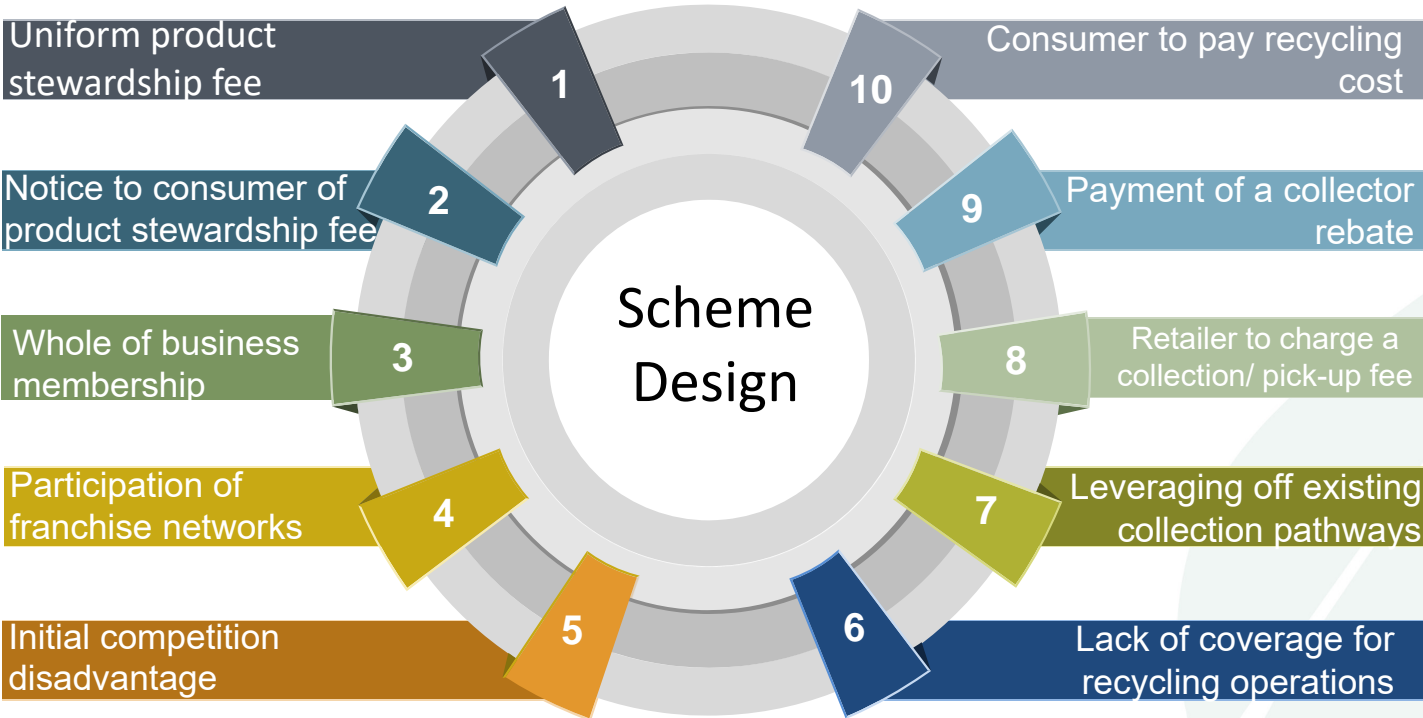 Uniform product
stewardship fee
1
Notice to consumer of
product stewardship fee
2
Whole of business
membership
3
Participation of
franchise networks
4
Initial competition
disadvantage
5
Scheme
Design
10
Consumer to pay recycling
cost
9
Payment of a collector
rebate
8
Retailer to charge a
collection/ pick-up fee
7
Leveraging off existing
collection pathways
6
Lack of coverage for
recycling operations